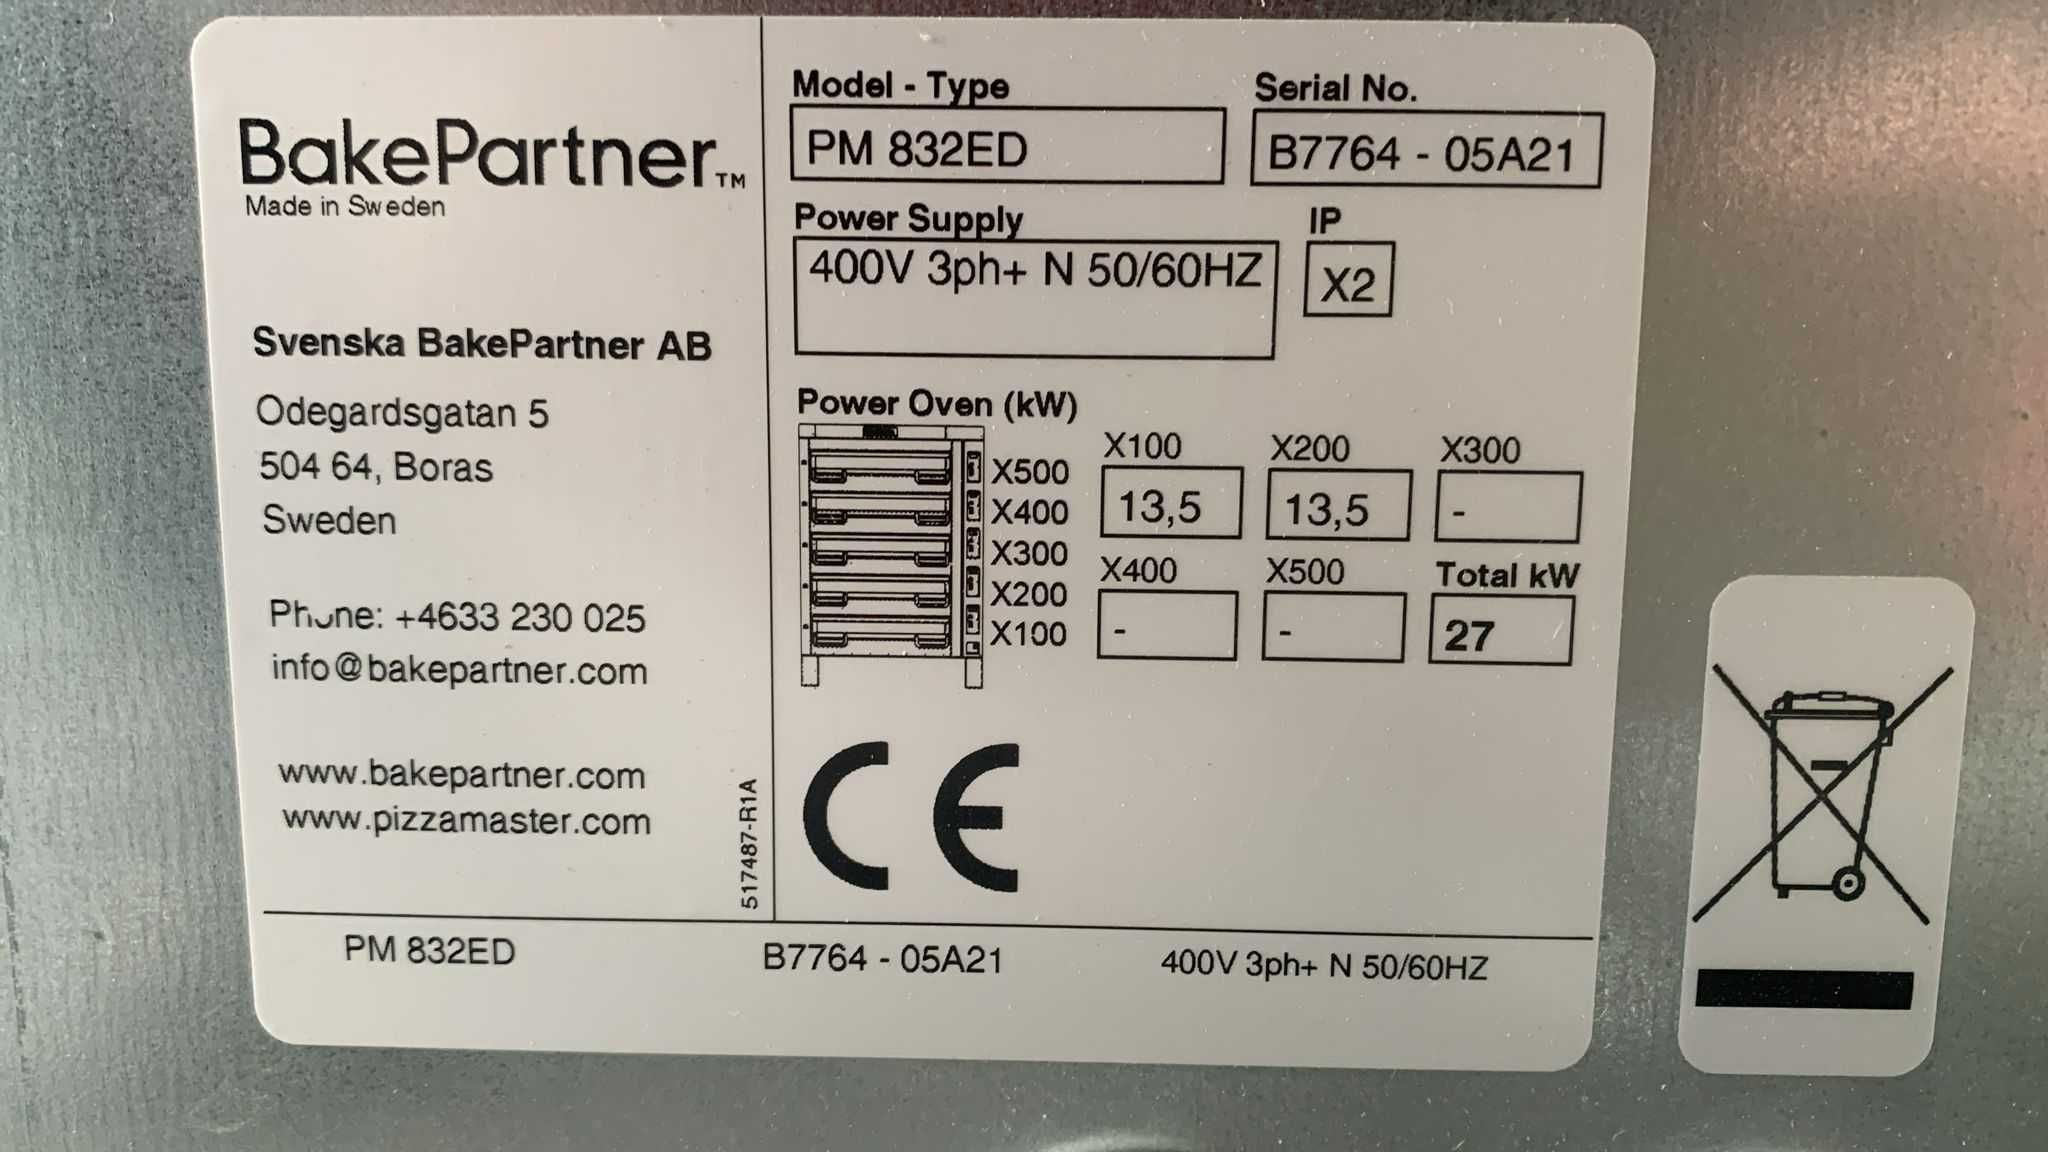 BakePartner™
Made in Sweden
Svenska BakePartner AB
Odegardsgatan 5
504 64, Boras
Sweden
Phone: +4633 230 025
info@bakepartner.com
www.bakepartner.com
www.pizzamaster.com
517487-R1A
Model - Type
PM 832ED
Serial No.
B7764 - 05A21
Power Supply
400V 3ph+ N 50/60HZ
IP
X2
Power Oven (kW)
X500
X400
X300
X200
X100
X100 X200 X300
13,5 13,5 -
X400 X500 Total kW
- - 27
CE
PM 832ED B7764 - 05A21 400V 3ph+ N 50/60HZ